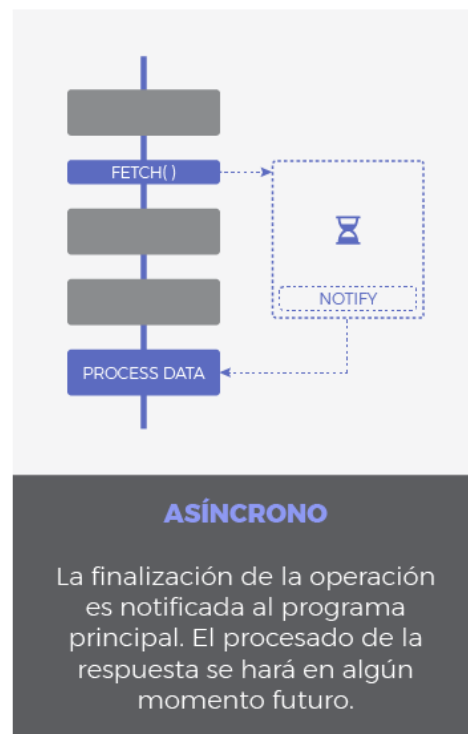 FETCH( )
NOTIFY
PROCESS DATA
ASÍNCRONO
La finalización de la operación
es notificada al programa
principal. El procesado de la
respuesta se hará en algún
momento futuro.